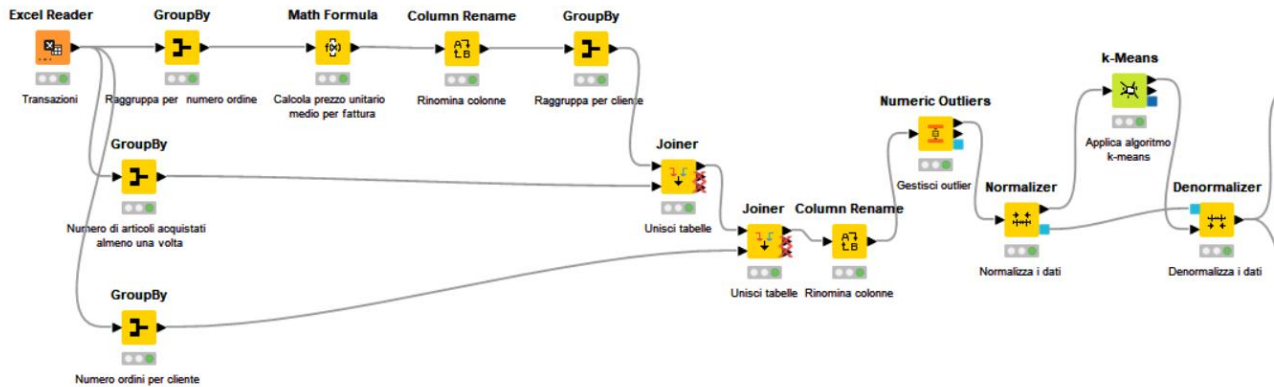 Excel Reader
Transazioni
GroupBy
Raggruppa per numero ordine
Math Formula
f(x)
Calcola prezzo unitario
medio per fattura
Column Rename
A
B
Rinomina colonne
GroupBy
Raggruppa per cliente
GroupBy
Numero di articoli acquistati
almeno una volta
GroupBy
Numero ordini per cliente
Joiner
Unisci tabelle
Joiner
Unisci tabelle
Column Rename
A
B
Rinomina colonne
Numeric Outliers
Gestisci outlier
Normalizer
Normalizza i dati
k-Means
Applica algoritmo
k-means
Denormalizer
Denormalizza i dati